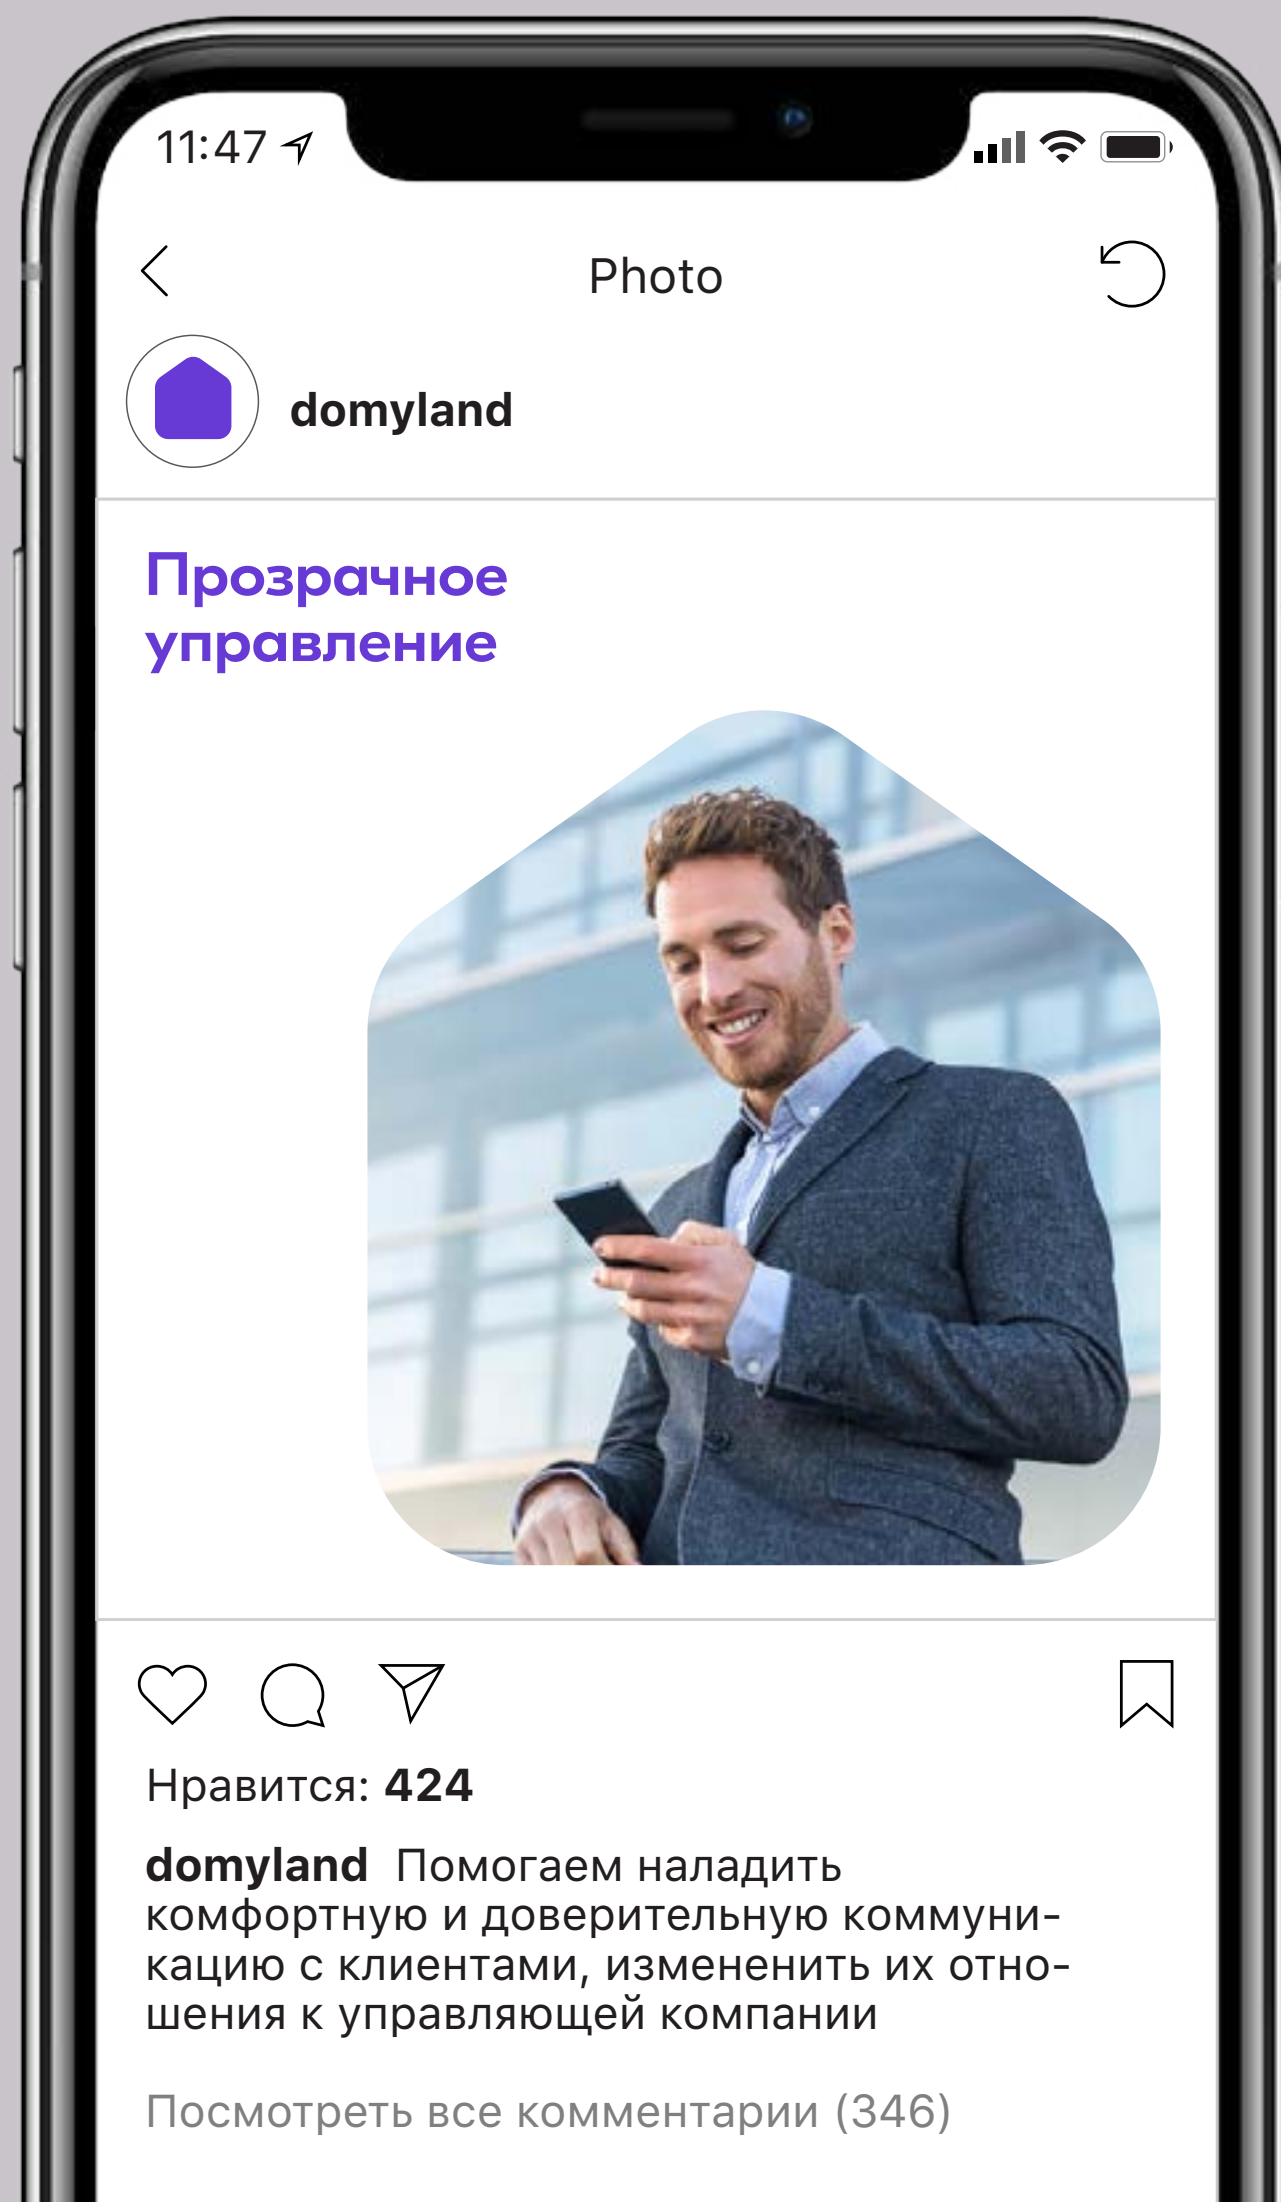 11:47
Photo
domyland
Прозрачное
управление
Нравится: 424
domyland Помогаем наладить
комфортную и доверительную коммуни-
кацию с клиентами, измененить их отно-
шения к управляющей компании
Посмотреть все комментарии (346)